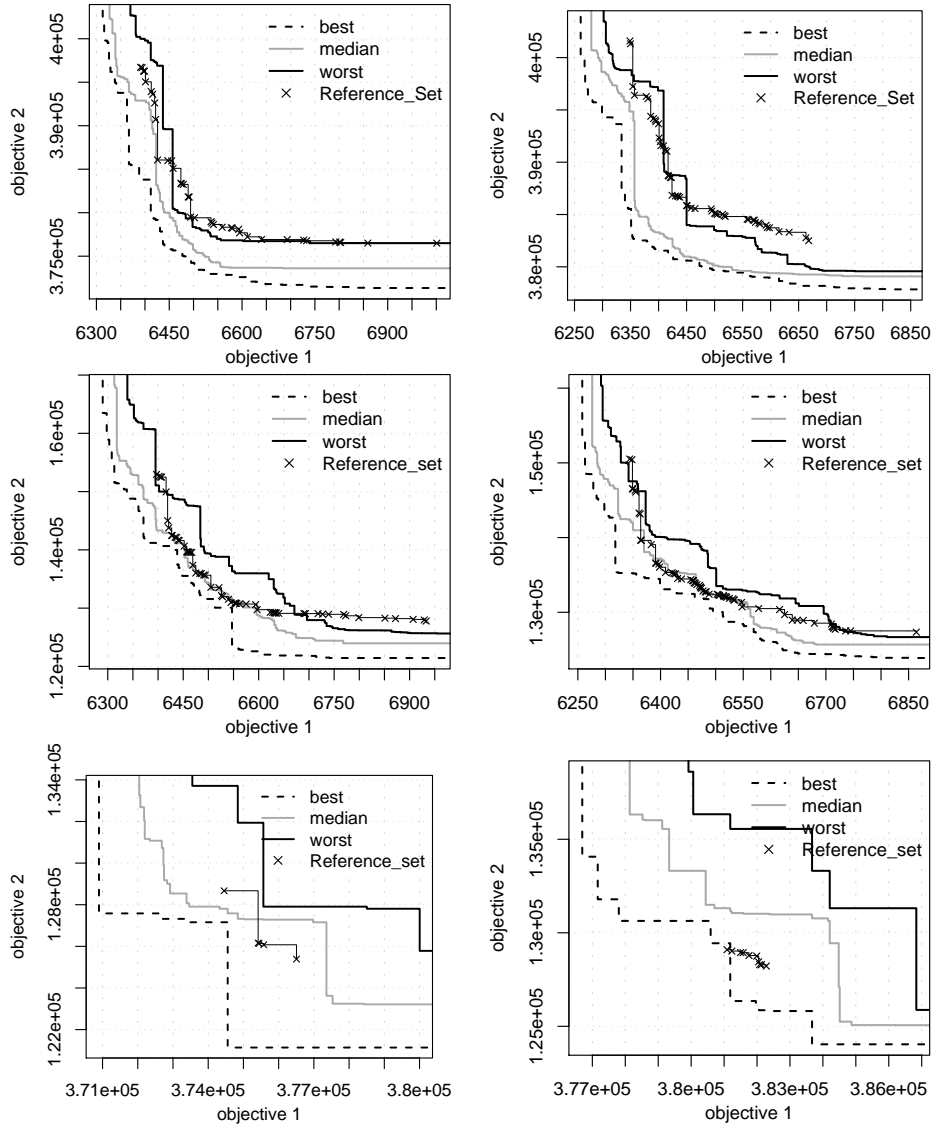 best
median
worst
Reference_Set
objective 2
3.75e+05
3.9e+05
4e+05
6300 6450 6600 6750 6900
objective 1
best
median
worst
Reference_Set
objective 2
3.8e+05
3.9e+05
4e+05
6250 6350 6450 6550 6650 6750 6850
objective 1
best
median
worst
Reference_set
objective 2
1.2e+05
1.4e+05
1.6e+05
6300 6450 6600 6750 6900
objective 1
best
median
worst
Reference_set
objective 2
1.3e+05
1.5e+05
6250 6400 6550 6700 6850
objective 1
best
median
worst
Reference_set
objective 2
1.22e+05
1.28e+05
1.34e+05
3.71e+05 3.74e+05 3.77e+05 3.8e+05
objective 1
best
median
worst
Reference_set
objective 2
1.25e+05
1.3e+05
1.35e+05
3.77e+05 3.8e+05 3.83e+05 3.86e+05
objective 1